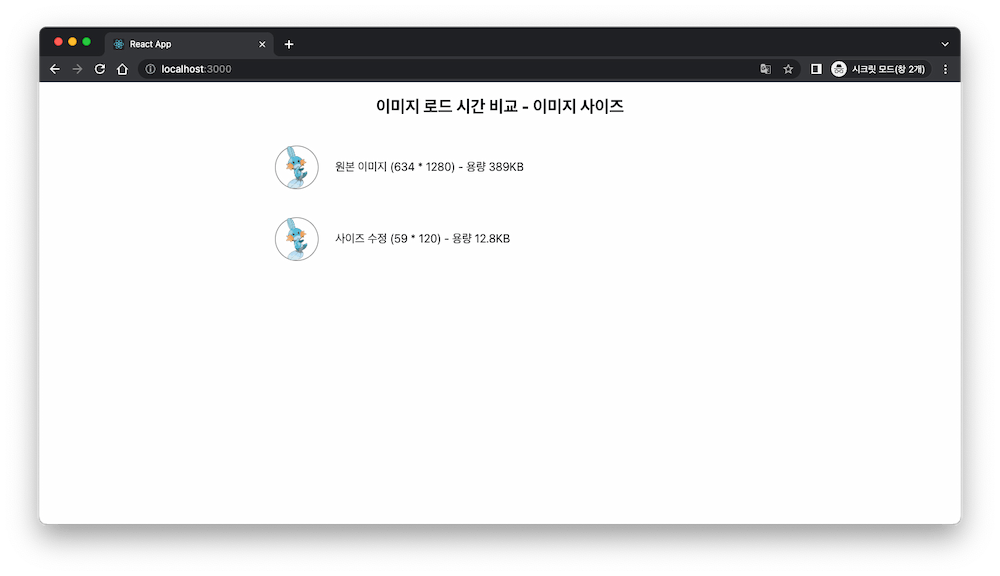 React App
localhost:3000
시크릿 모드(창 2개)
이미지 로드 시간 비교 - 이미지 사이즈
원본 이미지 (634 * 1280) - 용량 389KB
사이즈 수정 (59 * 120) - 용량 12.8KB